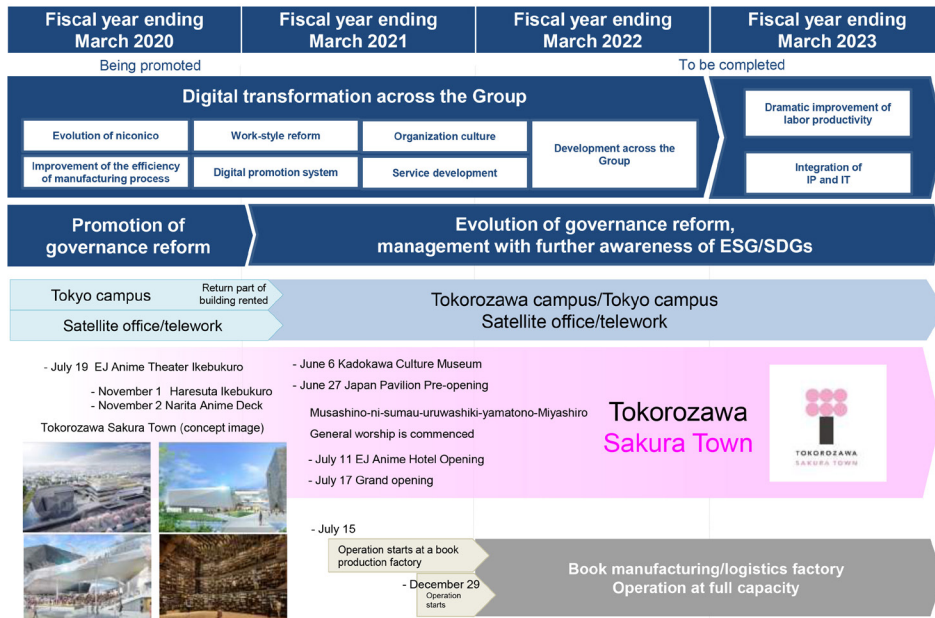 Fiscal year ending
March 2020
Fiscal year ending
March 2021
Fiscal year ending
March 2022
Fiscal year ending
March 2023
Being promoted
To be completed
Digital transformation across the Group
Evolution of niconico
Work-style reform
Organization culture
Development across the
Group
Improvement of the efficiency
of manufacturing process
Digital promotion system
Service development
Dramatic improvement of
labor productivity
Integration of
IP and IT
Promotion of
governance reform
Evolution of governance reform,
management with further awareness of ESG/SDGs
Tokyo campus
Return part of
building rented
Satellite office/telework
Tokorozawa campus/Tokyo campus
Satellite office/telework
- July 19 EJ Anime Theater Ikebukuro
- November 1 Haresuta Ikebukuro
- November 2 Narita Anime Deck
Tokorozawa Sakura Town (concept image)
- June 6 Kadokawa Culture Museum
- June 27 Japan Pavilion Pre-opening
Musashino-ni-sumau-uruwashiki-yamatono-Miyashiro
General worship is commenced
- July 11 EJ Anime Hotel Opening
- July 17 Grand opening
Tokorozawa
Sakura Town
TOKOROZAWA
SAKURA TOWN
- July 15
Operation starts at a book
production factory
- December 29
Operation
starts
Book manufacturing/logistics factory
Operation at full capacity